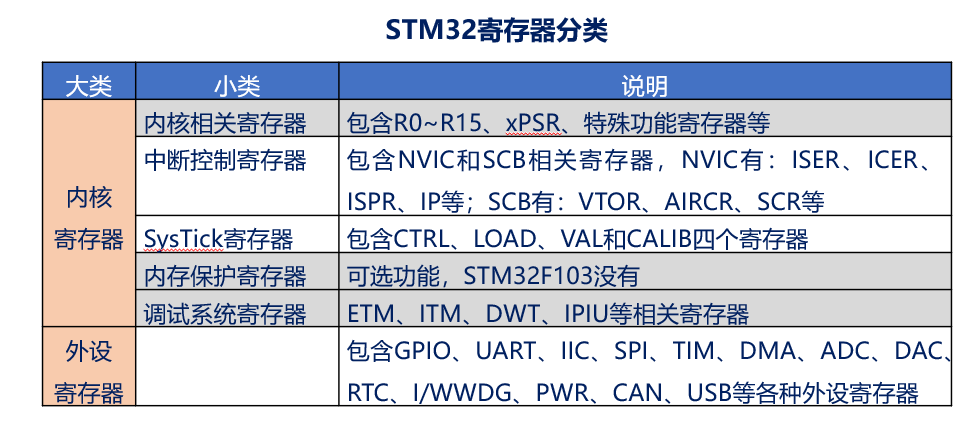 STM32寄存器分类
大类 小类 说明
内核
寄存器
内核相关寄存器 包含R0~R15、xPSR、特殊功能寄存器等
中断控制寄存器 包含NVIC和SCB相关寄存器，NVIC有：ISER、ICER、
ISPR、IP等；SCB有：VTOR、AIRCR、SCR等
SysTick寄存器 包含CTRL、LOAD、VAL和CALIB四个寄存器
内存保护寄存器 可选功能，STM32F103没有
调试系统寄存器 ETM、ITM、DWT、IPIU等相关寄存器
外设
寄存器
包含GPIO、UART、IIC、SPI、TIM、DMA、ADC、DAC、
RTC、I/WWDG、PWR、CAN、USB等各种外设寄存器